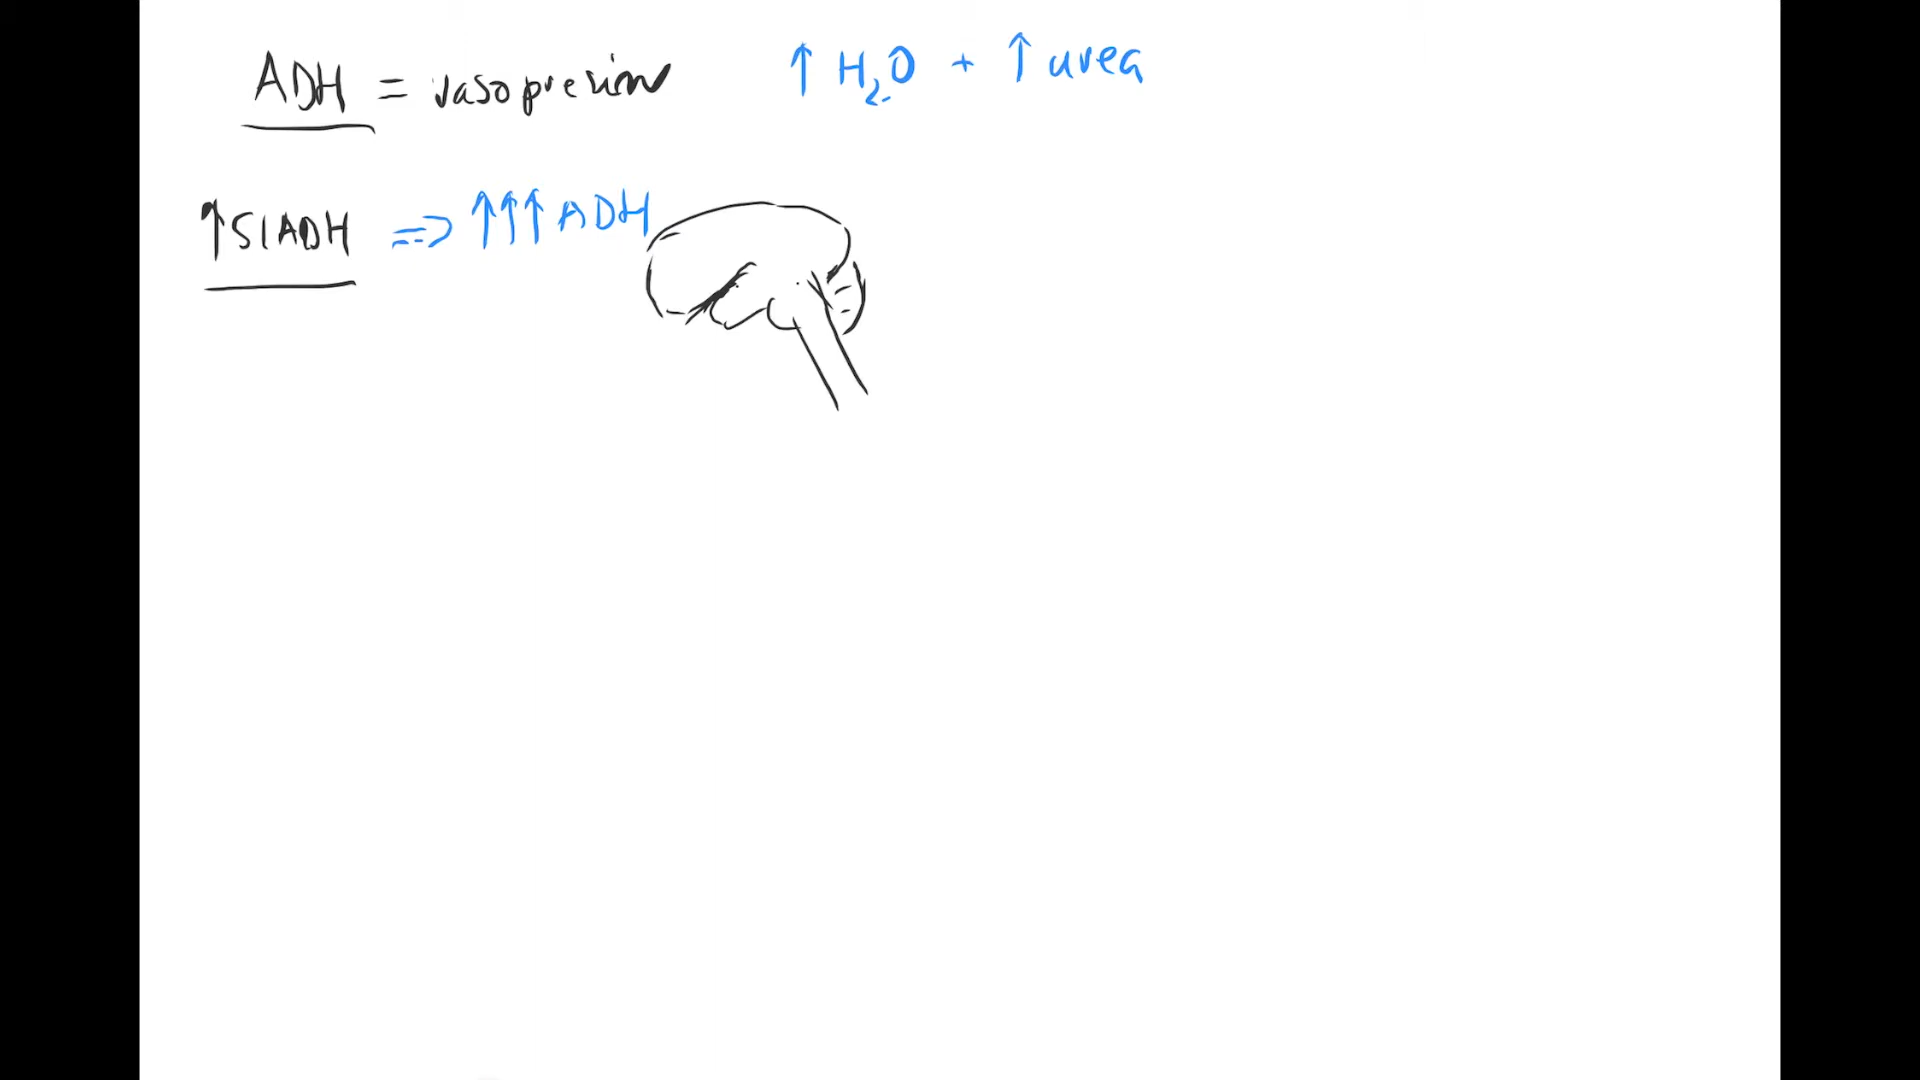 ADH = vasopresin ↑ H₂O + ↑ urea
↑SIADH => ↑↑↑ ADH